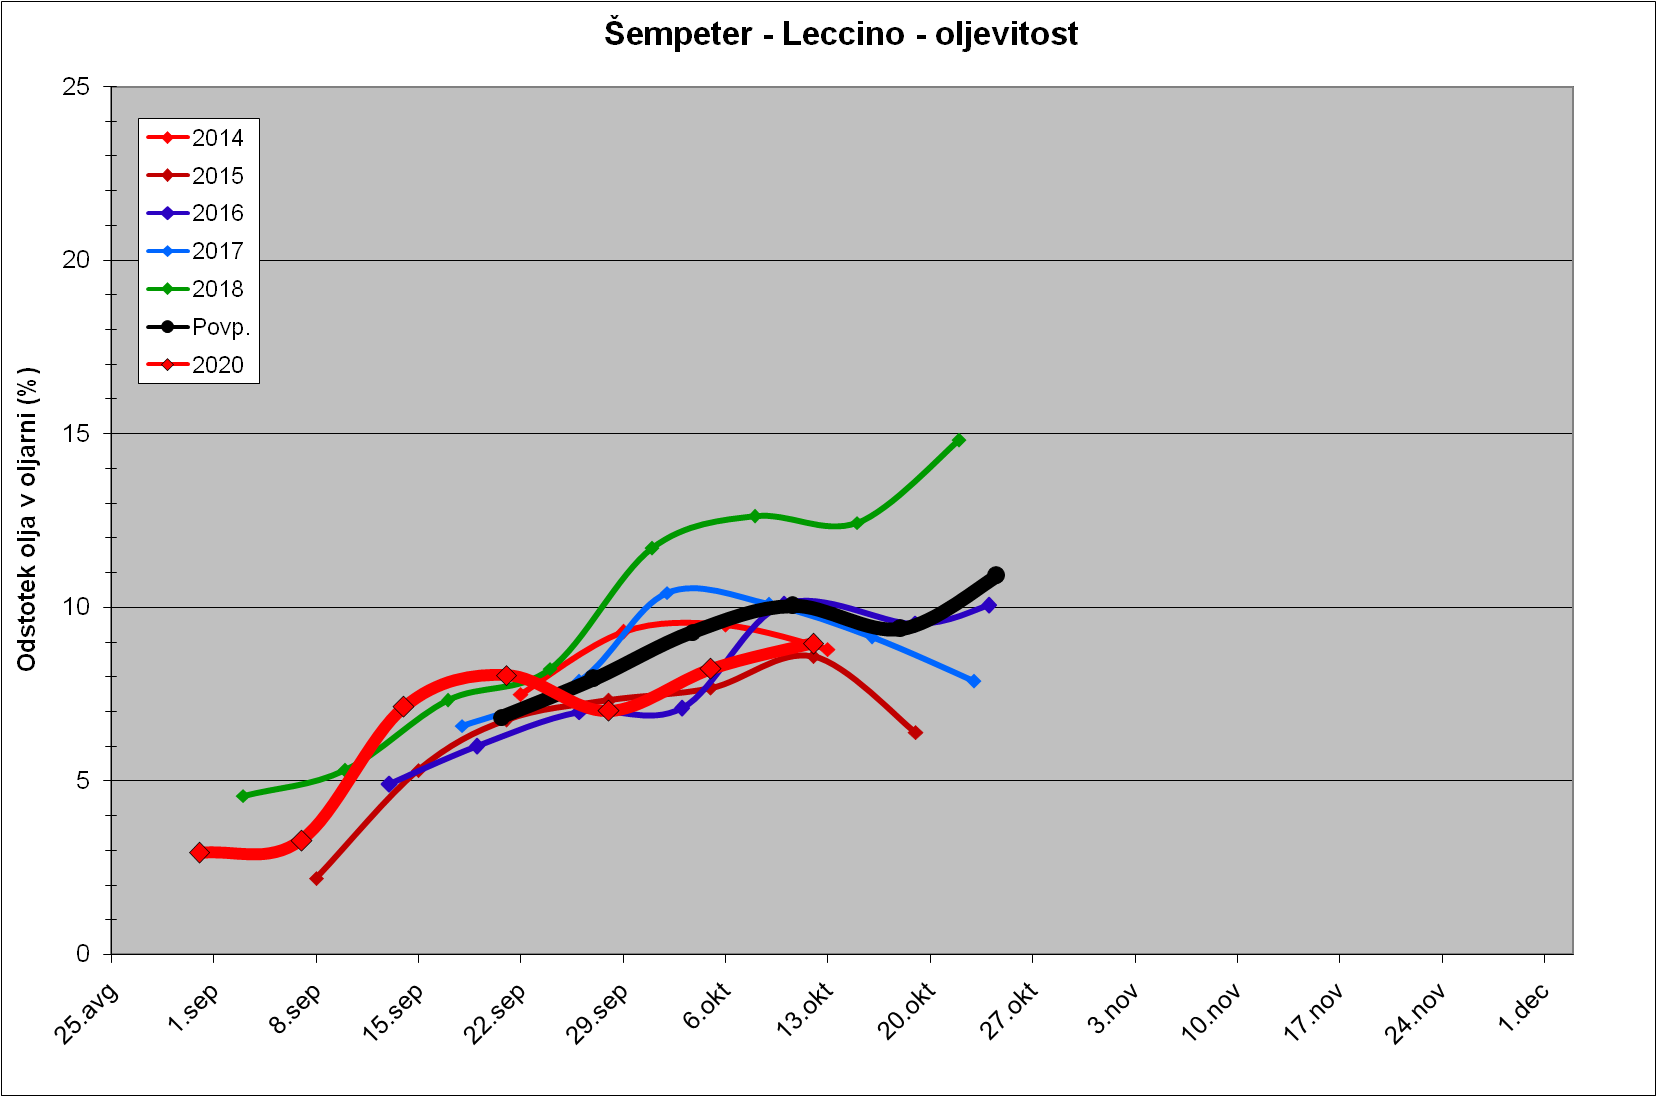 Šempeter - Leccino - oljevitost
Odstotek olja v oljarni (%)
25
20
15
10
5
0
2014
2015
2016
2017
2018
Povp.
2020
25.avg
1.sep
8.sep
15.sep
22.sep
29.sep
6.okt
13.okt
20.okt
27.okt
3.nov
10.nov
17.nov
24.nov
1.dec